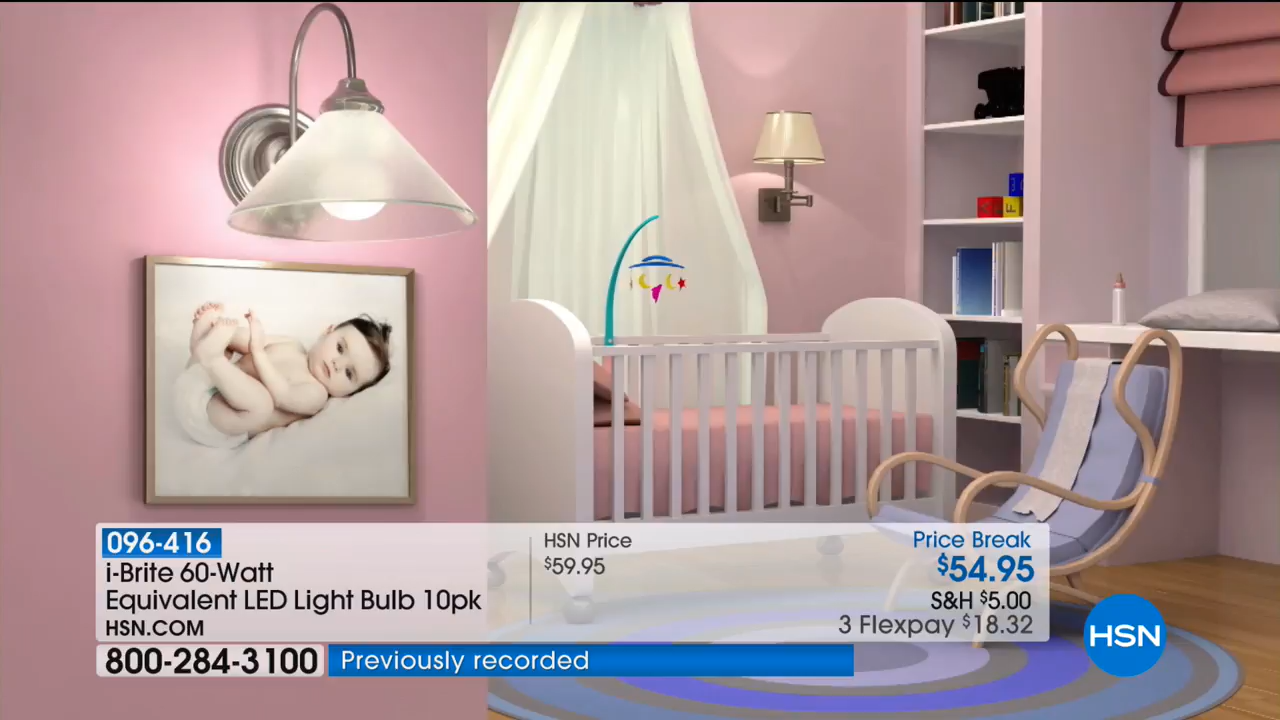 096-416
i-Brite 60-Watt
Equivalent LED Light Bulb 10pk
HSN.COM
HSN Price
$59.95
Price Break
$54.95
S&H $5.00
3 Flexpay $18.32
800-284-3100
Previously recorded
HSN
F